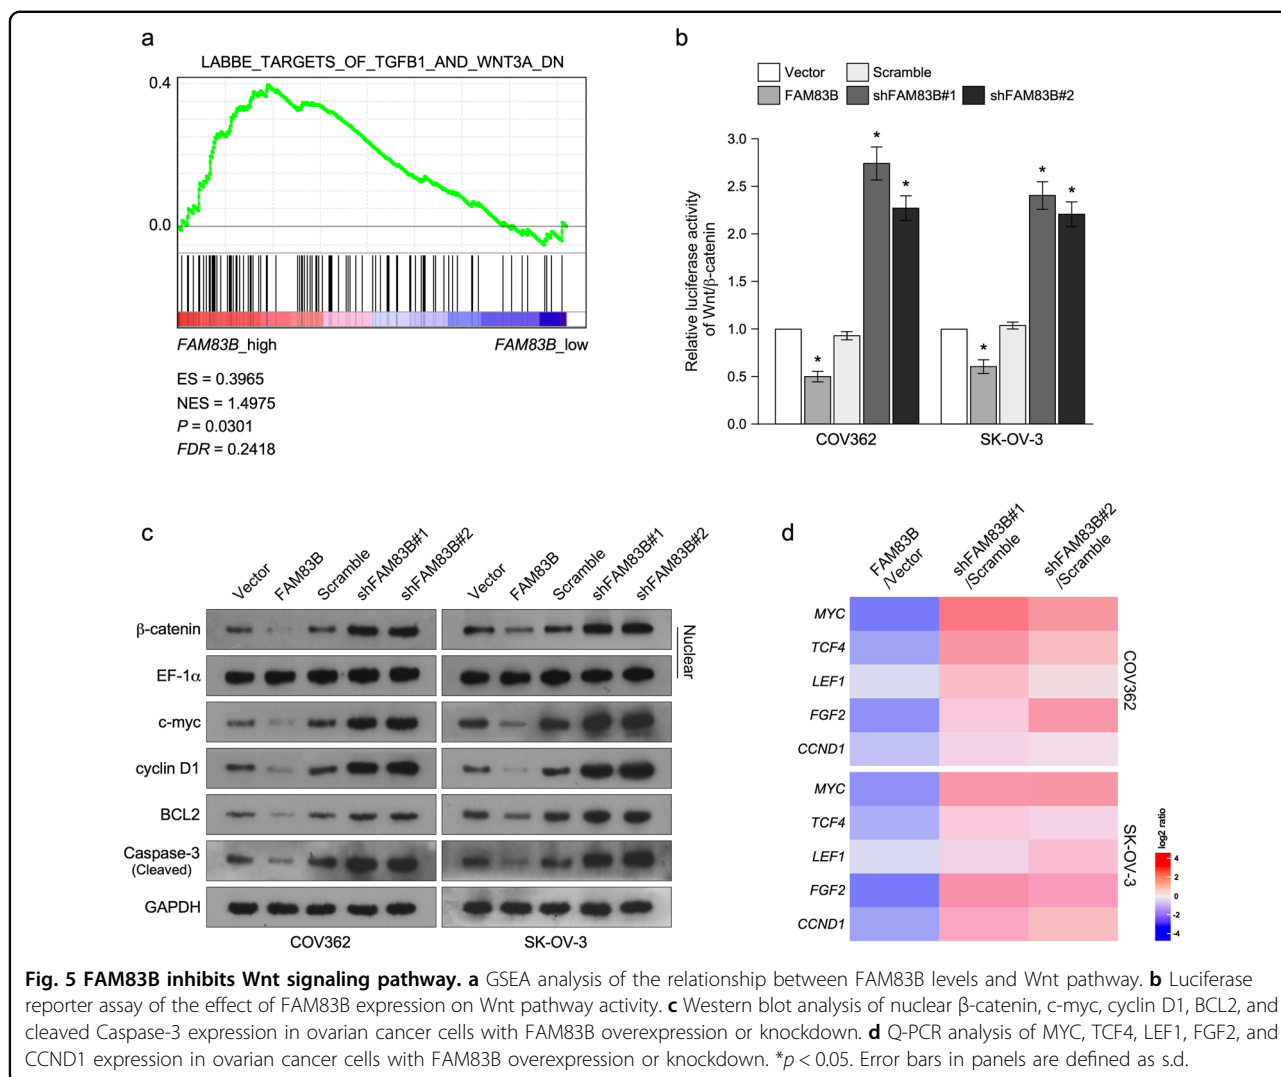 a
LABBE_TARGETS_OF_TGFB1_AND_WNT3A_DN
0.4
0.0
FAM83B_high
FAM83B_low
ES = 0.3965
NES = 1.4975
P = 0.0301
FDR = 0.2418
b
Vector
Scramble
FAM83B
shFAM83B#1
shFAM83B#2
Relative luciferase activity
of Wnt/β-catenin
3.0
2.5
2.0
1.5
1.0
0.5
0.0
*
*
*
*
*
*
COV362
SK-OV-3
c
Vector
FAM83B
Scramble
shFAM83B#1
shFAM83B#2
Vector
FAM83B
Scramble
shFAM83B#1
shFAM83B#2
β-catenin
EF-1α
Nuclear
c-myc
cyclin D1
BCL2
Caspase-3
(Cleaved)
GAPDH
COV362
SK-OV-3
d
FAM83B
/Vector
shFAM83B#1
/Scramble
shFAM83B#2
/Scramble
MYC
TCF4
LEF1
FGF2
CCND1
COV362
MYC
TCF4
LEF1
FGF2
CCND1
SK-OV-3
log2 ratio
4
2
0
-2
-4
Fig. 5 FAM83B inhibits Wnt signaling pathway. a GSEA analysis of the relationship between FAM83B levels and Wnt pathway. b Luciferase
reporter assay of the effect of FAM83B expression on Wnt pathway activity. c Western blot analysis of nuclear β-catenin, c-myc, cyclin D1, BCL2, and
cleaved Caspase-3 expression in ovarian cancer cells with FAM83B overexpression or knockdown. d Q-PCR analysis of MYC, TCF4, LEF1, FGF2, and
CCND1 expression in ovarian cancer cells with FAM83B overexpression or knockdown. *p < 0.05. Error bars in panels are defined as s.d.